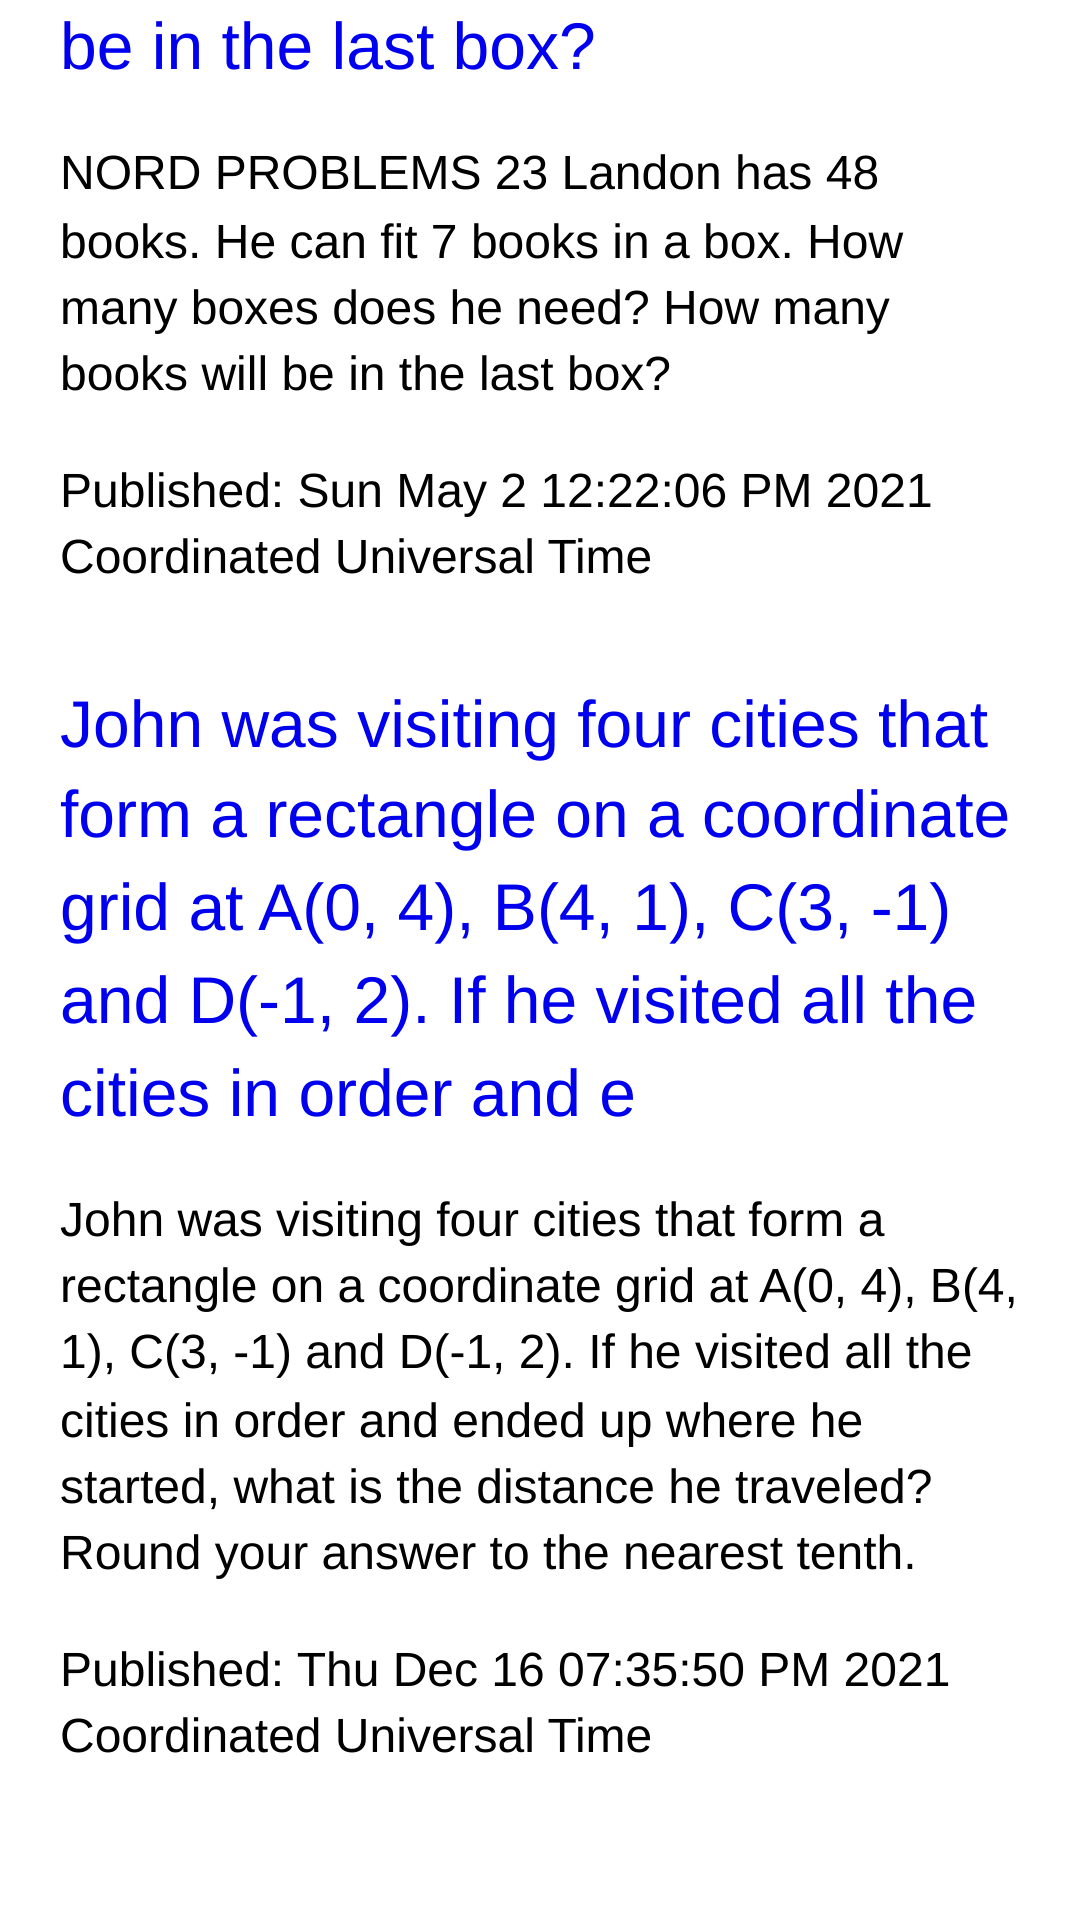 be in the last box?
NORD PROBLEMS 23 Landon has 48
books. He can fit 7 books in a box. How
many boxes does he need? How many
books will be in the last box?
Published: Sun May 2 12:22:06 PM 2021
Coordinated Universal Time
John was visiting four cities that
form a rectangle on a coordinate
grid at A(0, 4), B(4, 1), C(3, -1)
and D(-1, 2). If he visited all the
cities in order and e
John was visiting four cities that form a
rectangle on a coordinate grid at A(0, 4), B(4,
1), C(3, -1) and D(-1, 2). If he visited all the
cities in order and ended up where he
started, what is the distance he traveled?
Round your answer to the nearest tenth.
Published: Thu Dec 16 07:35:50 PM 2021
Coordinated Universal Time